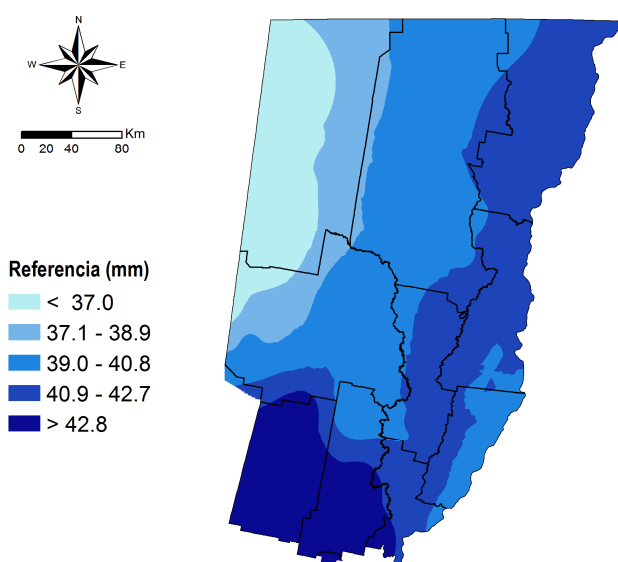 N
W E
S
Km
0 20 40 80
Referencia (mm)
< 37.0
37.1 - 38.9
39.0 - 40.8
40.9 - 42.7
> 42.8